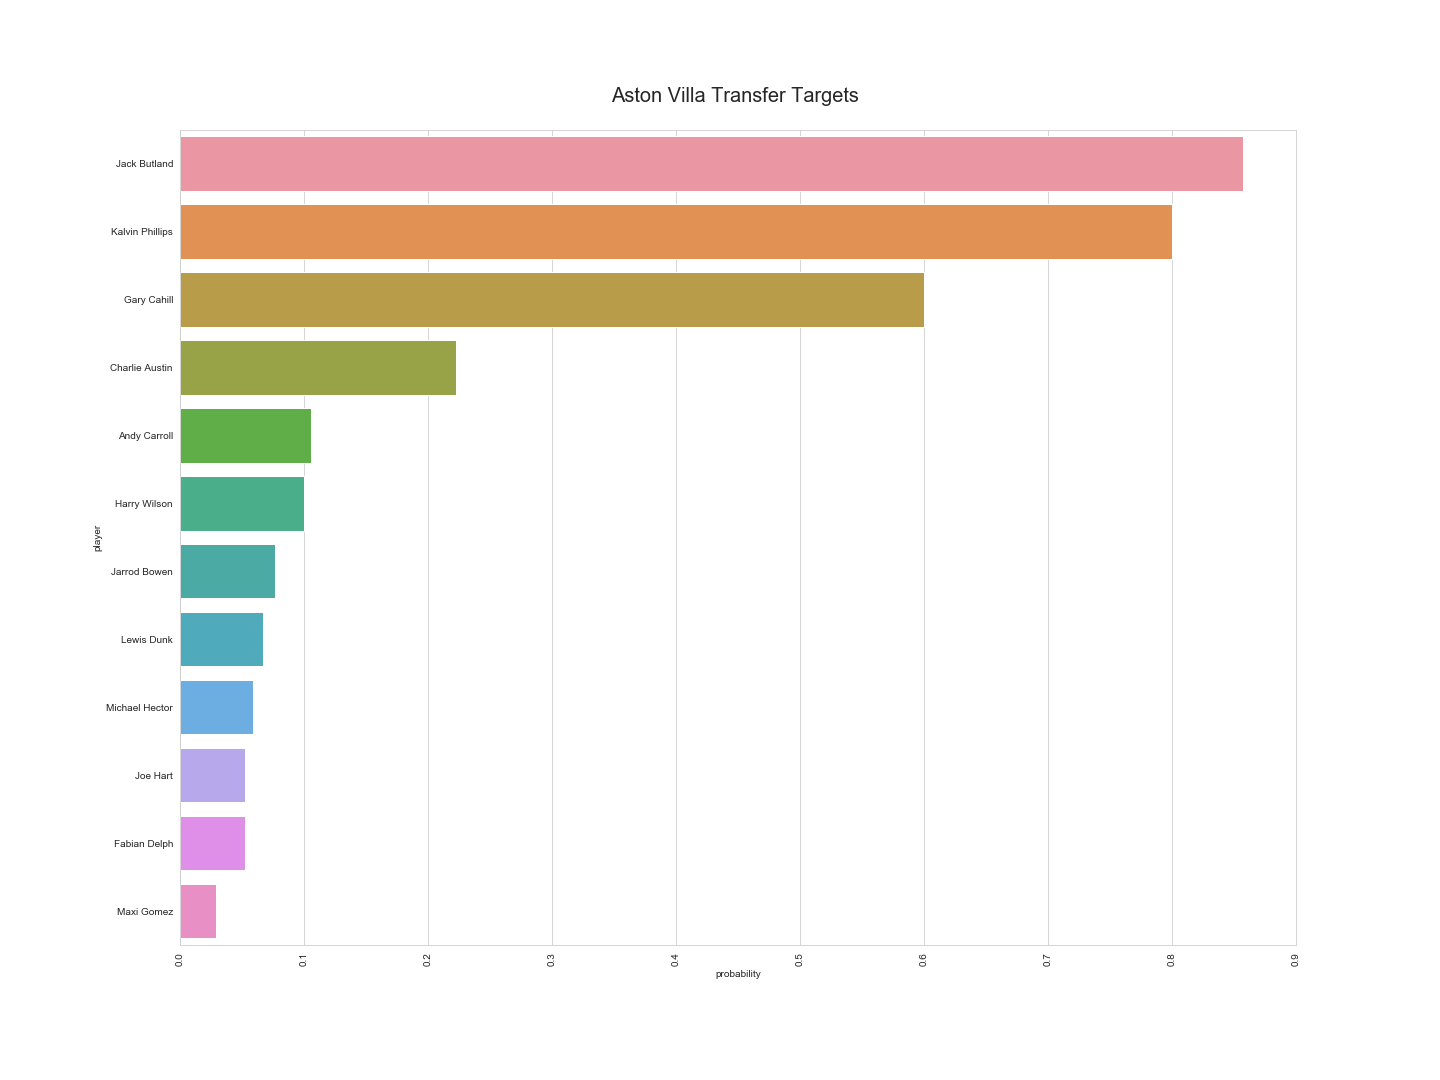 Aston Villa Transfer Targets
Jack Butland
Kalvin Phillips
Gary Cahill
Charlie Austin
Andy Carroll
Harry Wilson
Jarrod Bowen
Lewis Dunk
Michael Hector
Joe Hart
Fabian Delph
Maxi Gomez
player
0.0 0.1 0.2 0.3 0.4 0.5 0.6 0.7 0.8 0.9
probability